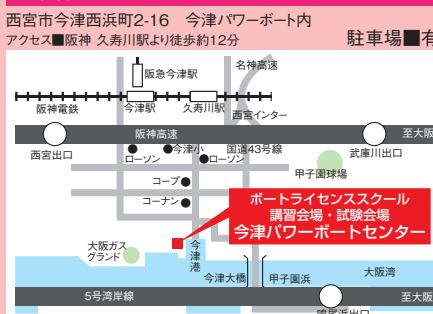 西宮市今津西浜町2-16　今津パワーボート内
アクセス■阪神 久寿川駅より徒歩約12分
駐車場■有
阪急今津駅
名神高速
阪神電鉄
今津駅
久寿川駅
西宮インター
阪神高速
至大阪
西宮出口
ローソン
今津小
ローソン
国道43号線
武庫川出口
甲子園球場
コープ
コーナン
ボートライセンススクール
講習会場・試験会場
今津パワーボートセンター
大阪ガス
グランド
今津港
今津大橋
甲子園浜
大阪湾
5号湾岸線
至大阪
鳴尾浜出口